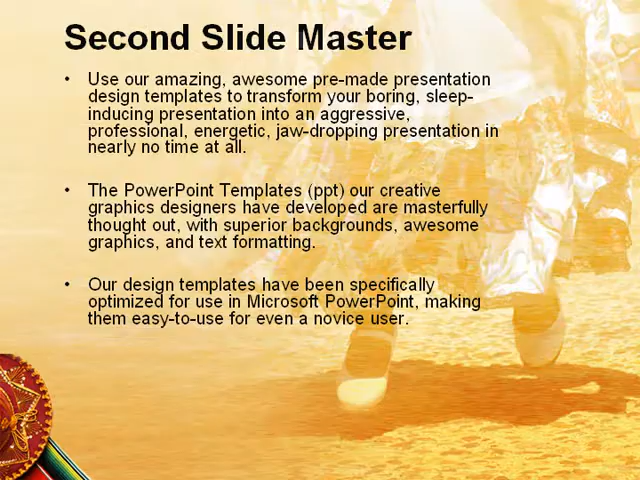 Second Slide Master
• Use our amazing, awesome pre-made presentation
design templates to transform your boring, sleep-
inducing presentation into an aggressive,
professional, energetic, jaw-dropping presentation in
nearly no time at all.
• The PowerPoint Templates (ppt) our creative
graphics designers have developed are masterfully
thought out, with superior backgrounds, awesome
graphics, and text formatting.
• Our design templates have been specifically
optimized for use in Microsoft PowerPoint, making
them easy-to-use for even a novice user.